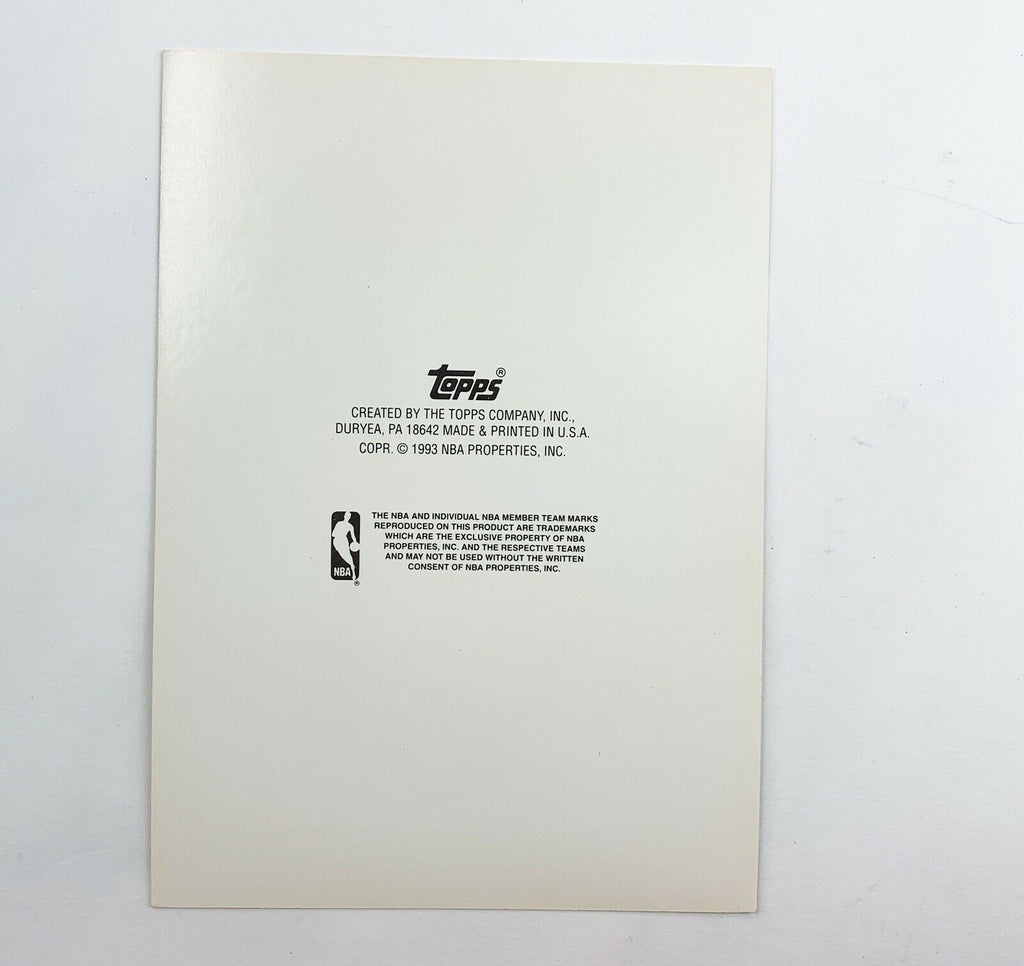 topps®
CREATED BY THE TOPPS COMPANY, INC.,
DURYEA, PA 18642 MADE & PRINTED IN U.S.A.
COPR. © 1993 NBA PROPERTIES, INC.
THE NBA AND INDIVIDUAL NBA MEMBER TEAM MARKS
REPRODUCED ON THIS PRODUCT ARE TRADEMARKS
WHICH ARE THE EXCLUSIVE PROPERTY OF NBA
PROPERTIES, INC. AND THE RESPECTIVE TEAMS
AND MAY NOT BE USED WITHOUT THE WRITTEN
CONSENT OF NBA PROPERTIES, INC.
NBA®